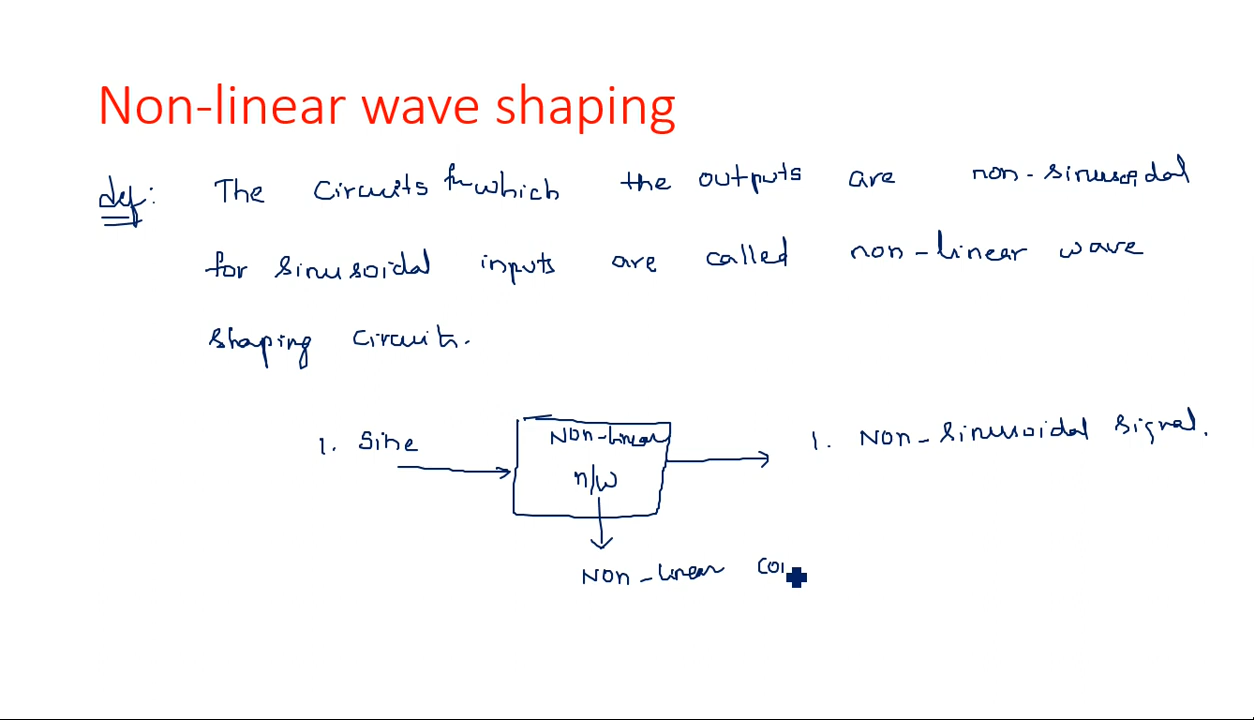 Non-linear wave shaping
def: The Circuits for which the outputs are non-sinusoidal
for sinusoidal inputs are called non-linear wave
shaping circuits.
1. Sine
Non-linear
n/w
1. Non-sinusoidal signal.
Non-linear com